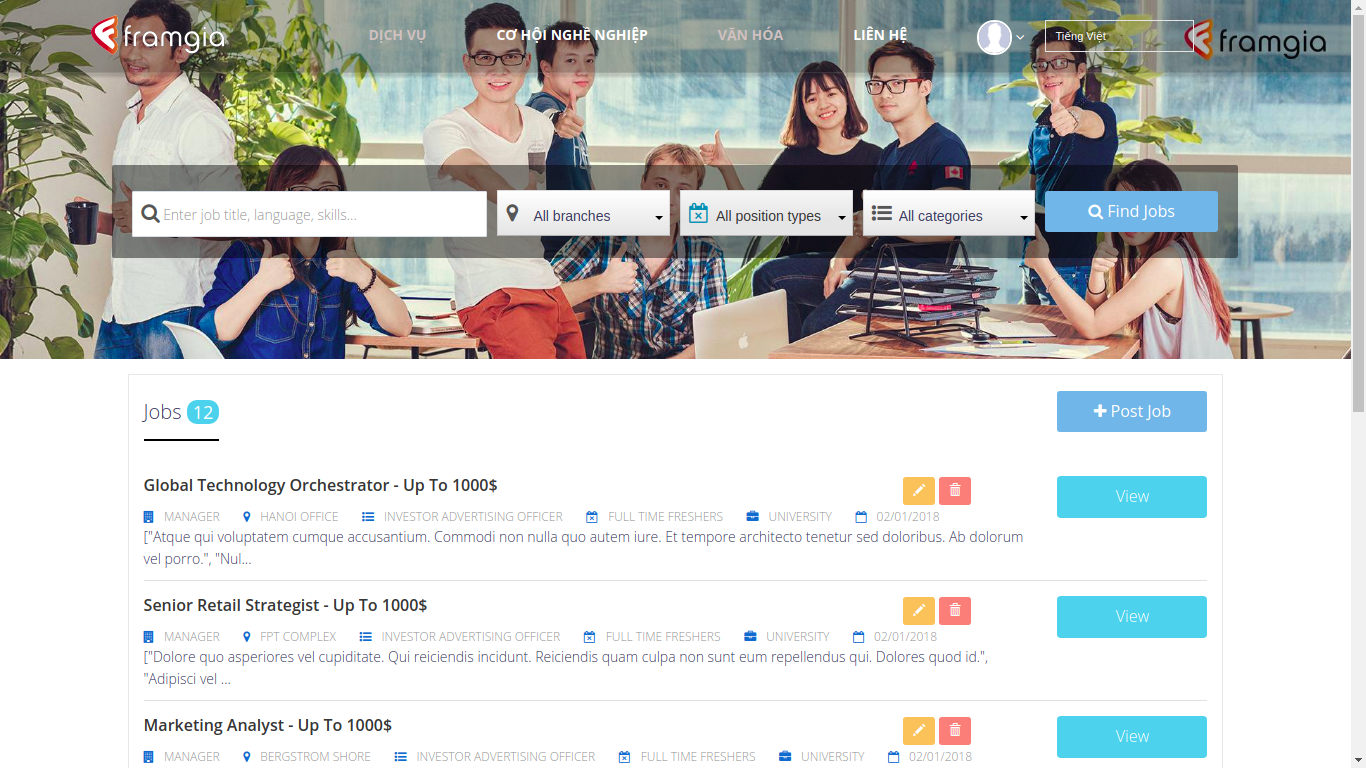 framgia
DỊCH VỤ
CƠ HỘI NGHỀ NGHIỆP
VĂN HÓA
LIÊN HỆ
Tiếng Việt
framgia
Enter job title, language, skills...
All branches
All position types
All categories
Find Jobs
Jobs 12
Post Job
Global Technology Orchestrator - Up To 1000$
View
MANAGER HANOI OFFICE INVESTOR ADVERTISING OFFICER FULL TIME FRESHERS UNIVERSITY 02/01/2018
["Atque qui voluptatem cumque accusantium. Commodi non nulla quo autem iure. Et tempore architecto tenetur sed doloribus. Ab dolorum
vel porro.", "Nul...
Senior Retail Strategist - Up To 1000$
View
MANAGER FPT COMPLEX INVESTOR ADVERTISING OFFICER FULL TIME FRESHERS UNIVERSITY 02/01/2018
["Dolore quo asperiores vel cupiditate. Qui reiciendis incidunt. Reiciendis quam culpa non sunt eum repellendus qui. Dolores quod id.",
"Adipisci vel ...
Marketing Analyst - Up To 1000$
View
MANAGER BERGSTROM SHORE INVESTOR ADVERTISING OFFICER FULL TIME FRESHERS UNIVERSITY 02/01/2018